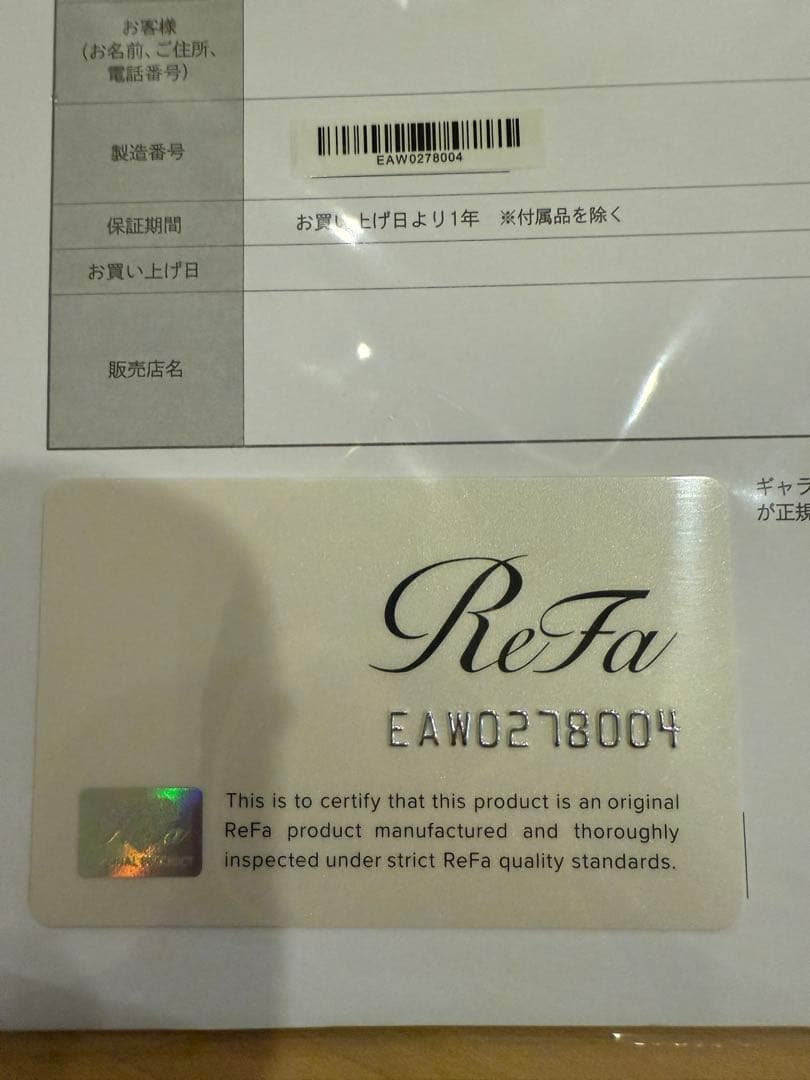 お客様
(お名前、ご住所、
電話番号)
製造番号
EAW0278004
保証期間
お買い上げ日より1年 ※付属品を除く
お買い上げ日
販売店名
ギャラ
が正規
ReFa
EAW0278004
This is to certify that this product is an original
ReFa product manufactured and thoroughly
inspected under strict ReFa quality standards.
ReFa